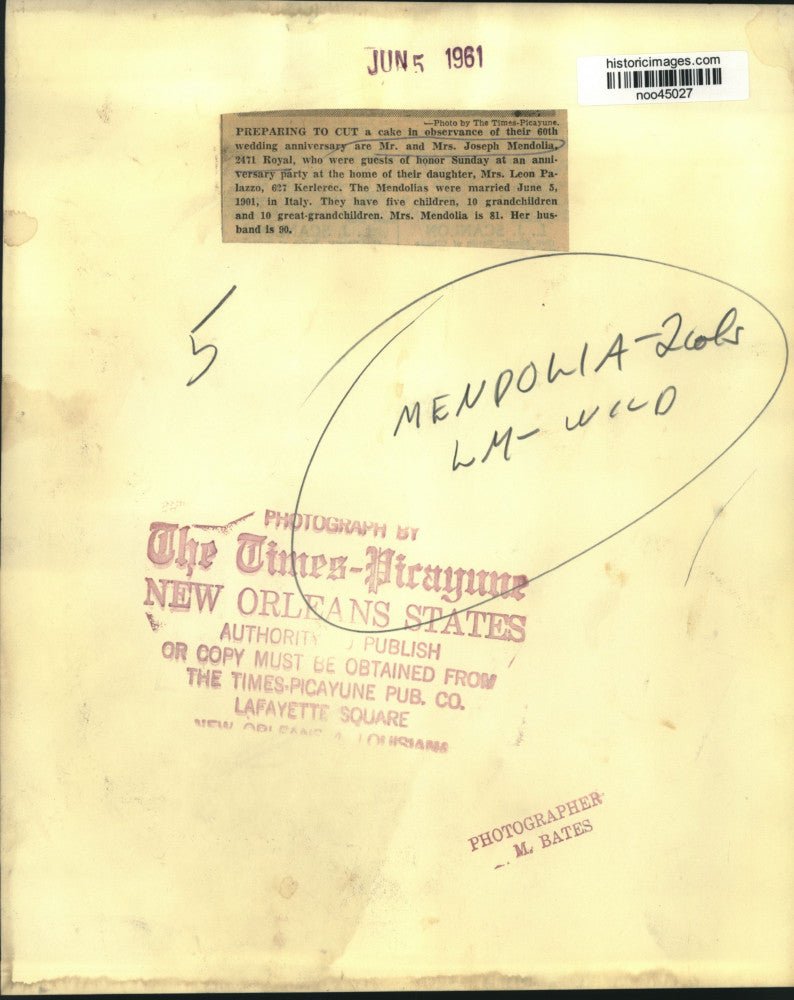 JUN 5 1961
historicimages.com
noo45027
—Photo by The Times-Picayune.
PREPARING TO CUT a cake in observance of their 60th
wedding anniversary are Mr. and Mrs. Joseph Mendolia,
2471 Royal, who were guests of honor Sunday at an anni-
versary party at the home of their daughter, Mrs. Leon Pa-
lazzo, 627 Kerlerec. The Mendolias were married June 5,
1901, in Italy. They have five children, 10 grandchildren
and 10 great-grandchildren. Mrs. Mendolia is 81. Her hus-
band is 90.
5
MENDOLIA - 2 cols
LM - WILD
PHOTOGRAPH BY
The Times-Picayune
NEW ORLEANS STATES
AUTHORITY PUBLISH
OR COPY MUST BE OBTAINED FROM
THE TIMES-PICAYUNE PUB. CO.
LAFAYETTE SQUARE
NEW ORLEANS LOUISIANA
PHOTOGRAPHER
M. BATES